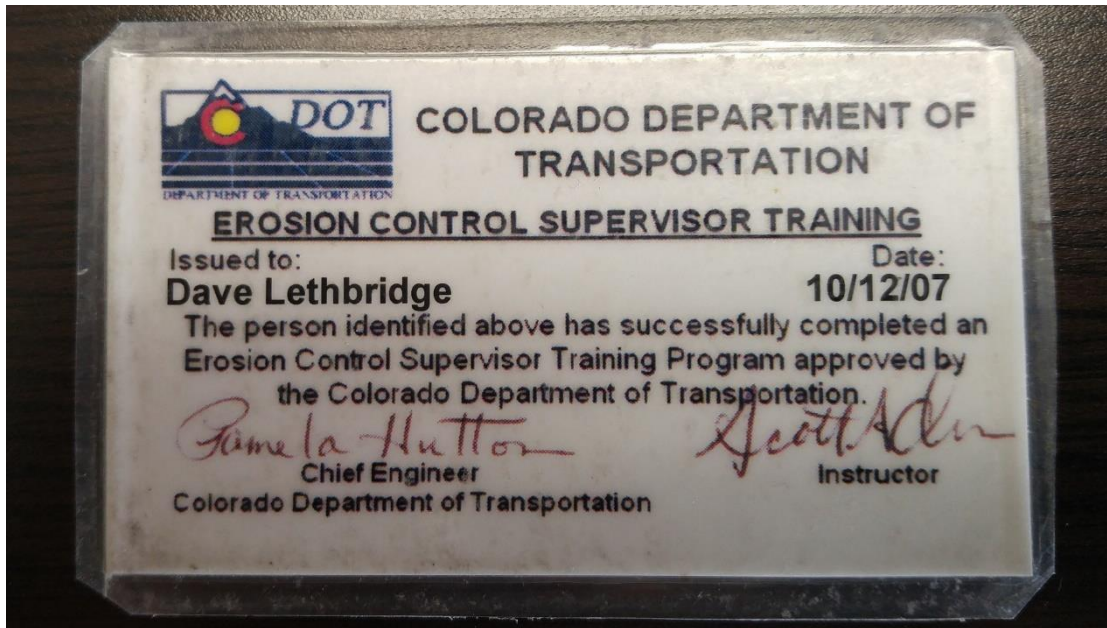 DOT
DEPARTMENT OF TRANSPORTATION
COLORADO DEPARTMENT OF
TRANSPORTATION
EROSION CONTROL SUPERVISOR TRAINING
Issued to:
Date:
Dave Lethbridge
10/12/07
The person identified above has successfully completed an
Erosion Control Supervisor Training Program approved by
the Colorado Department of Transportation.
Pamela Hutton
Scott
Chief Engineer
Instructor
Colorado Department of Transportation